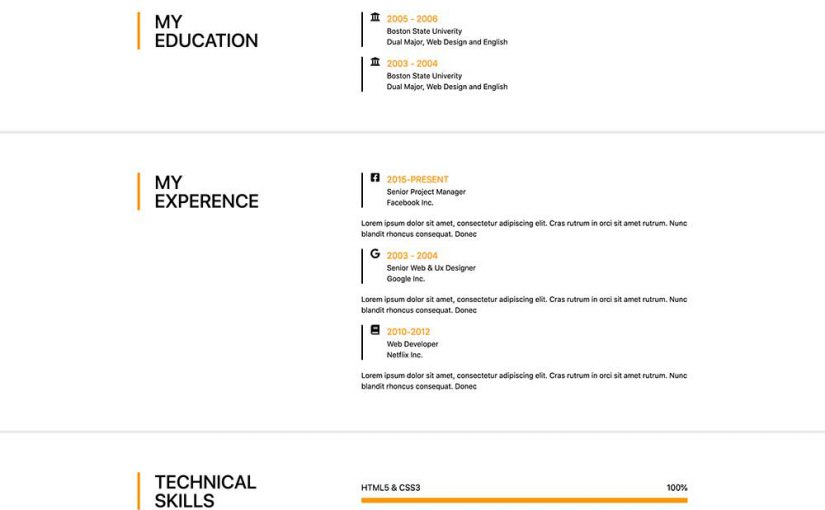 MY
EDUCATION
2005 - 2006
Boston State Univerity
Dual Major, Web Design and English
2003 - 2004
Boston State Univerity
Dual Major, Web Design and English
MY
EXPERENCE
2015-PRESENT
Senior Project Manager
Facebook Inc.
Lorem ipsum dolor sit amet, consectetur adipiscing elit. Cras rutrum in orci sit amet rutrum. Nunc
blandit rhoncus consequat. Donec
2003 - 2004
Senior Web & Ux Designer
Google Inc.
Lorem ipsum dolor sit amet, consectetur adipiscing elit. Cras rutrum in orci sit amet rutrum. Nunc
blandit rhoncus consequat. Donec
2010-2012
Web Developer
Netflix Inc.
Lorem ipsum dolor sit amet, consectetur adipiscing elit. Cras rutrum in orci sit amet rutrum. Nunc
blandit rhoncus consequat. Donec
TECHNICAL
SKILLS
HTML5 & CSS3 100%